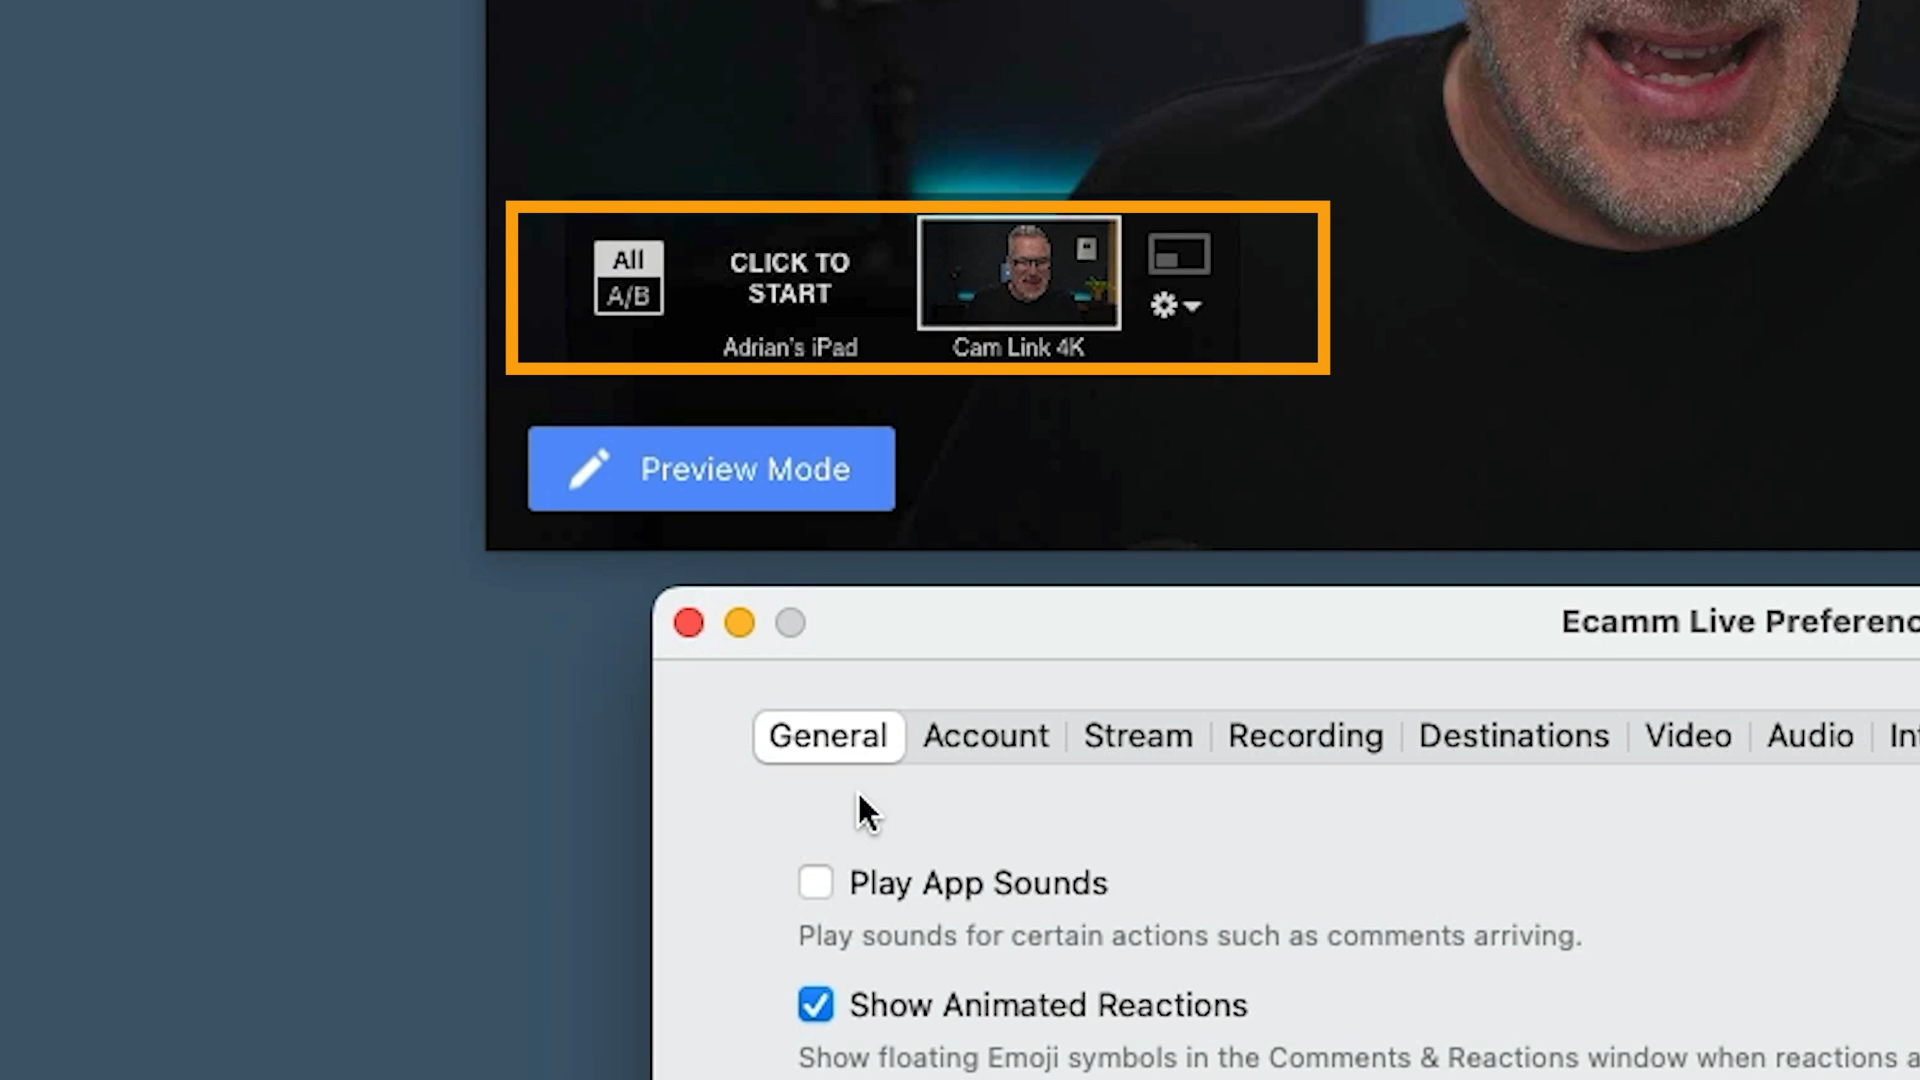 All
A/B
CLICK TO
START
Adrian's iPad
Cam Link 4K
Preview Mode
Ecamm Live Preferenc
General Account Stream Recording Destinations Video Audio Int
Play App Sounds
Play sounds for certain actions such as comments arriving.
Show Animated Reactions
Show floating Emoji symbols in the Comments & Reactions window when reactions a